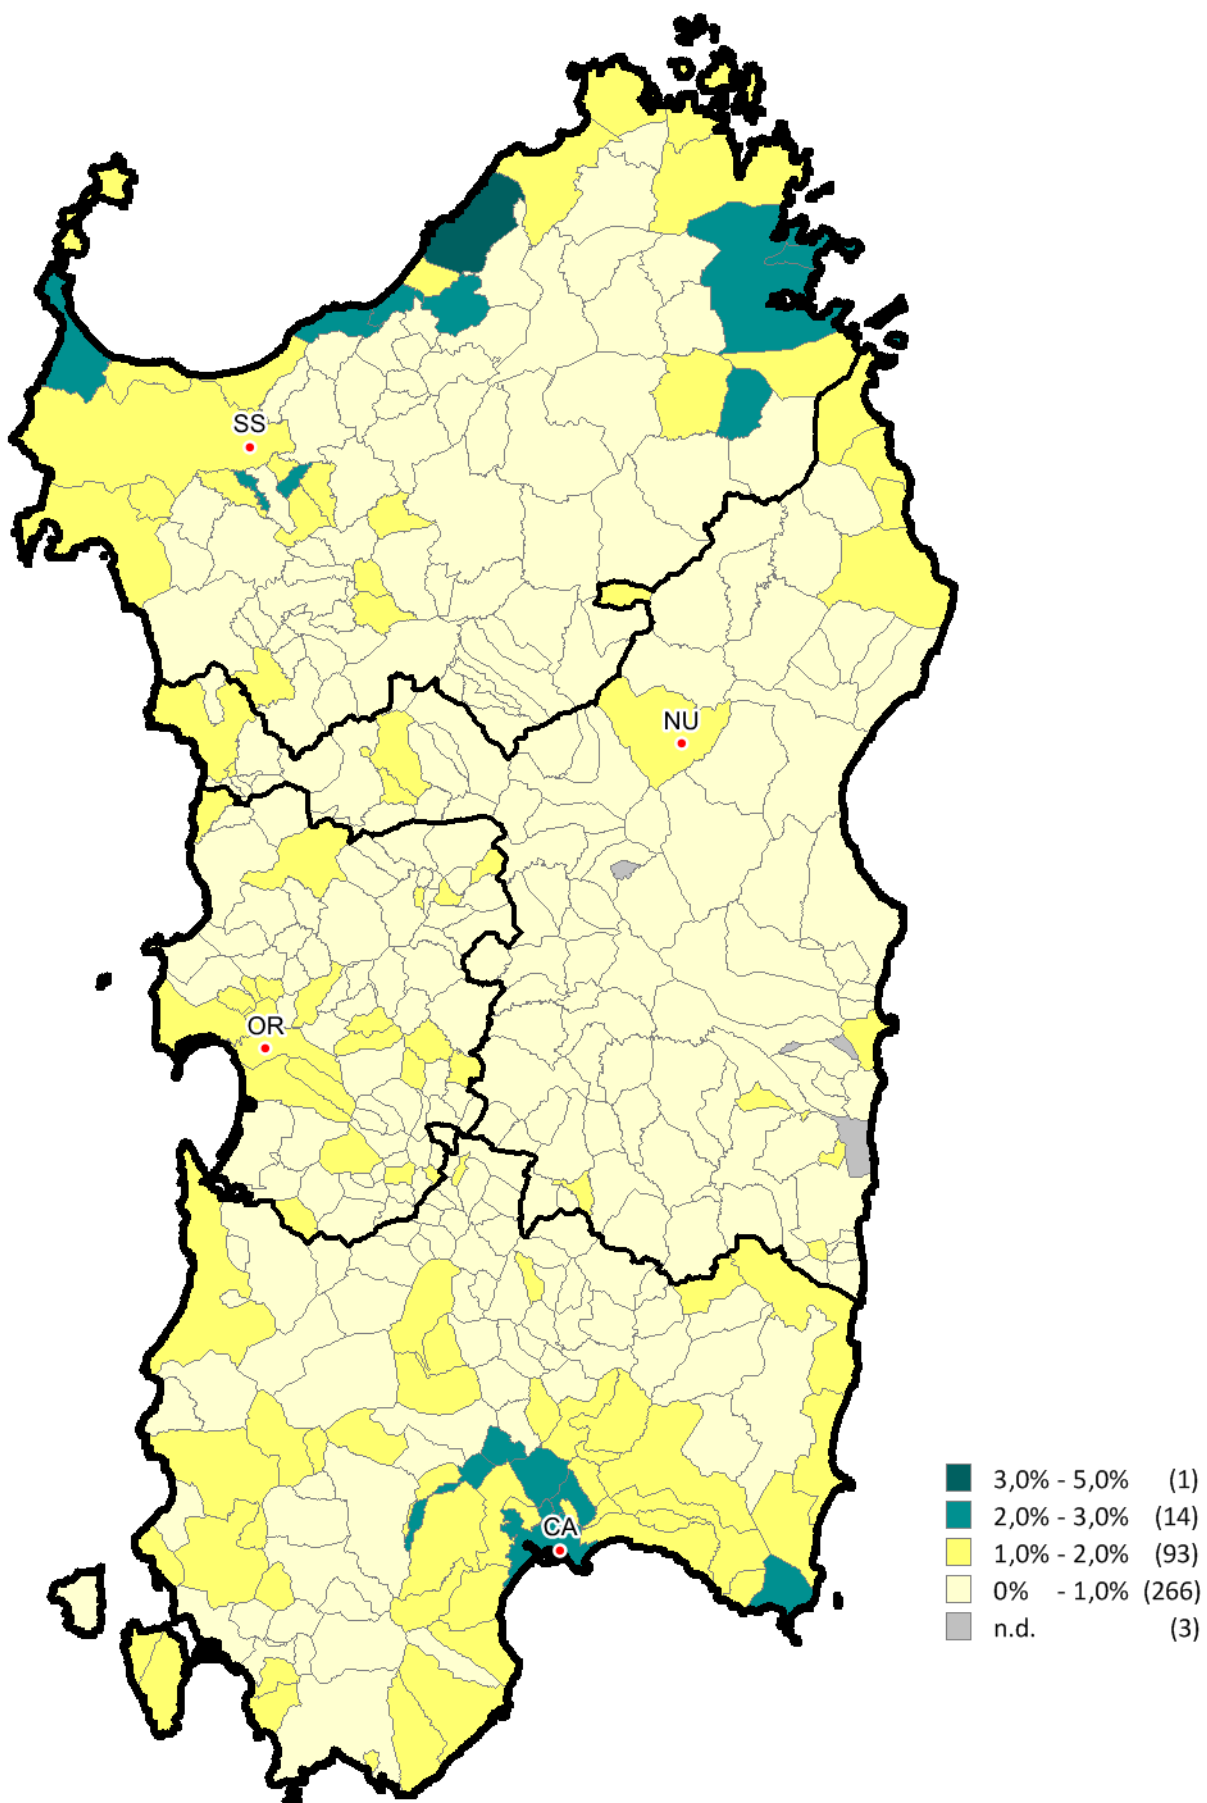 SS
NU
OR
CA
3,0% - 5,0% (1)
2,0% - 3,0% (14)
1,0% - 2,0% (93)
0% - 1,0% (266)
n.d. (3)